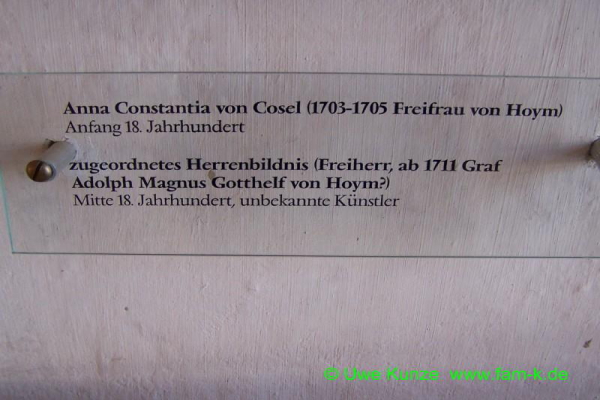 Anna Constantia von Cosel (1703-1705 Freifrau von Hoym)
Anfang 18. Jahrhundert
zugeordnetes Herrenbildnis (Freiherr, ab 1711 Graf
Adolph Magnus Gotthelf von Hoym?)
Mitte 18. Jahrhundert, unbekannte Künstler
© Uwe Kunze www.fam-k.de